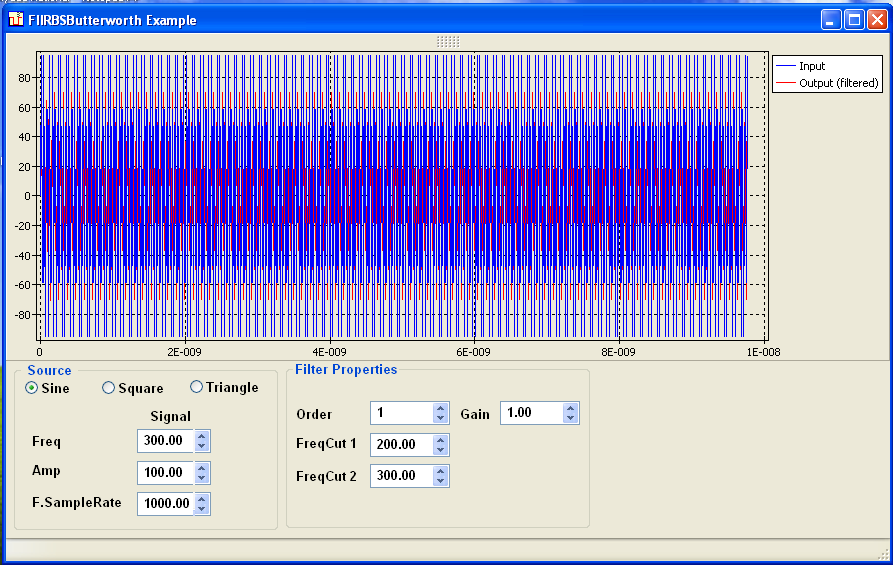 FIIRBSButterworth Example
Input
Output (filtered)
80
60
40
20
0
-20
-40
-60
-80
0 2E-009 4E-009 6E-009 8E-009 1E-008
Source
Sine Square Triangle
Signal
Freq 300.00
Amp 100.00
F.SampleRate 1000.00
Filter Properties
Order 1 Gain 1.00
FreqCut 1 200.00
FreqCut 2 300.00